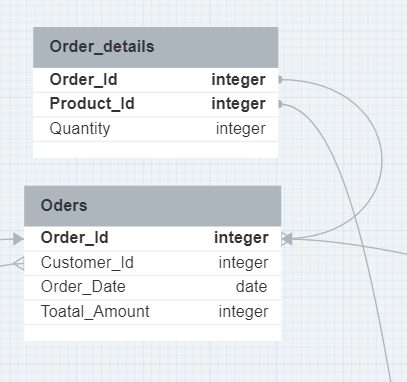 Order_details
Order_Id integer
Product_Id integer
Quantity integer
Oders
Order_Id integer
Customer_Id integer
Order_Date date
Toatal_Amount integer